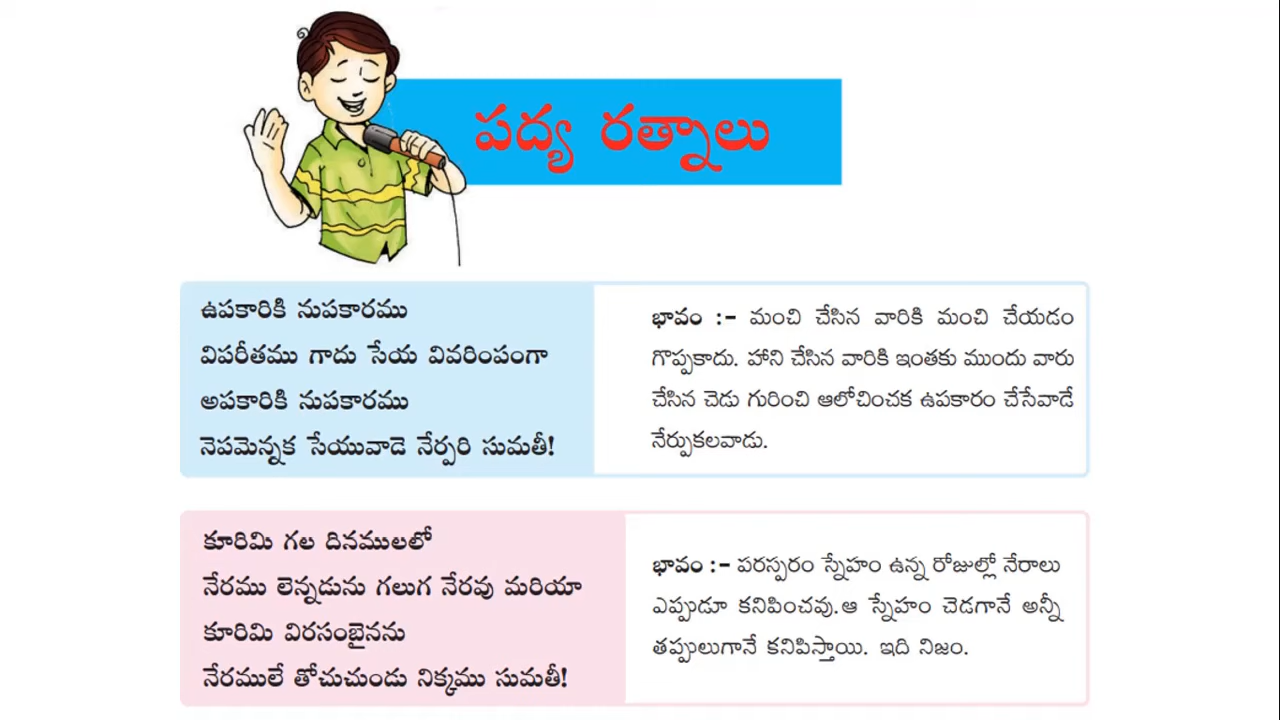 పద్య రత్నాలు
ఉపకారికి నుపకారము
విపరీతము గాదు సేయ వివరింపంగా
అపకారికి నుపకారము
నెపమెన్నక సేయువాడె నేర్పరి సుమతీ!
భావం :- మంచి చేసిన వారికి మంచి చేయడం
గొప్పకాదు. హాని చేసిన వారికి ఇంతకు ముందు వారు
చేసిన చెడు గురించి ఆలోచించక ఉపకారం చేసేవాడే
నేర్పుకలవాడు.
కూరిమి గల దినములలో
నేరము లెన్నడును గలుగ నేరవు మరియా
కూరిమి విరసంబైనను
నేరములే తోచుచుండు నిక్కము సుమతీ!
భావం :- పరస్పరం స్నేహం ఉన్న రోజుల్లో నేరాలు
ఎప్పుడూ కనిపించవు.ఆ స్నేహం చెడగానే అన్నీ
తప్పులుగానే కనిపిస్తాయి. ఇది నిజం.